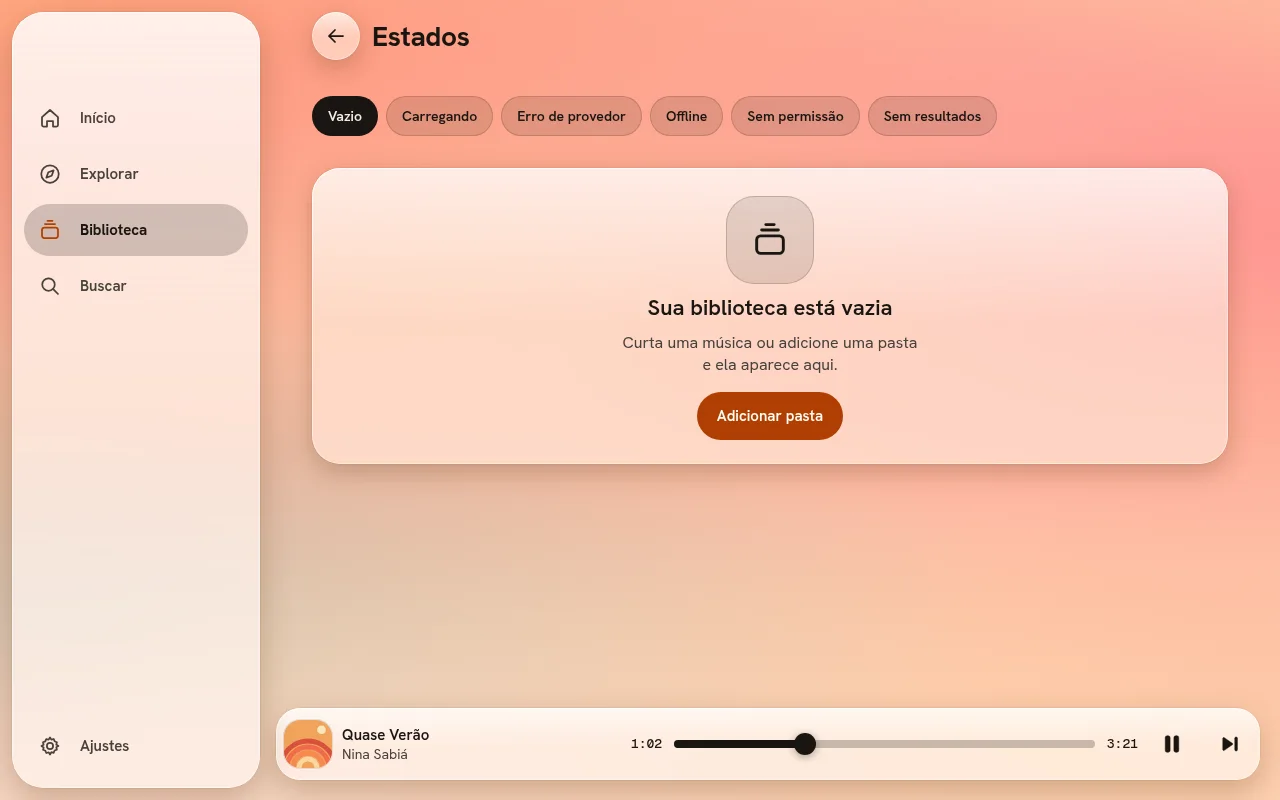 Estados
Início
Explorar
Biblioteca
Buscar
Ajustes
Vazio
Carregando
Erro de provedor
Offline
Sem permissão
Sem resultados
Sua biblioteca está vazia
Curta uma música ou adicione uma pasta
e ela aparece aqui.
Adicionar pasta
Quase Verão
Nina Sabiá
1:02
3:21